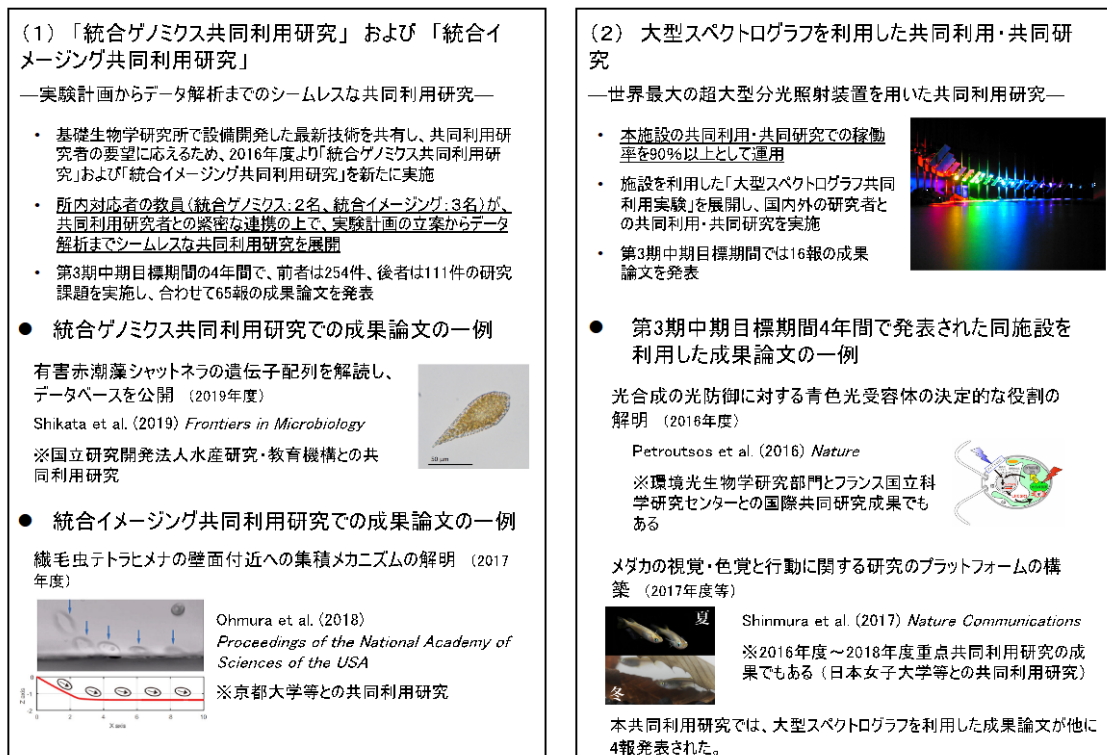 （1）「統合ゲノミクス共同利用研究」 および 「統合イ
メージング共同利用研究」
―実験計画からデータ解析までのシームレスな共同利用研究―
・ 基礎生物学研究所で設備開発した最新技術を共有し、共同利用研
究者の要望に応えるため、2016年度より「統合ゲノミクス共同利用研
究」および「統合イメージング共同利用研究」を新たに実施
・ 所内対応者の教員（統合ゲノミクス：2名、統合イメージング：3名）が、
共同利用研究者との緊密な連携の上で、実験計画の立案からデータ
解析までシームレスな共同利用研究を展開
・ 第3期中期目標期間の4年間で、前者は254件、後者は111件の研究
課題を実施し、合わせて65報の成果論文を発表
● 統合ゲノミクス共同利用研究での成果論文の一例
有害赤潮藻シャットネラの遺伝子配列を解読し、
データベースを公開 （2019年度）
Shikata et al. (2019) Frontiers in Microbiology
※国立研究開発法人水産研究・教育機構との共
同利用研究
50 μm
● 統合イメージング共同利用研究での成果論文の一例
繊毛虫テトラヒメナの壁面付近への集積メカニズムの解明 （2017
年度）
Ohmura et al. (2018)
Proceedings of the National Academy of
Sciences of the USA
※京都大学等との共同利用研究
Z axis
0
-1
-2
0 2 4 6 8 10
X axis
（2） 大型スペクトログラフを利用した共同利用・共同研
究
―世界最大の超大型分光照射装置を用いた共同利用研究―
・ 本施設の共同利用・共同研究での稼働
率を90％以上として運用
・ 施設を利用した「大型スペクトログラフ共同
利用実験」を展開し、国内外の研究者と
の共同利用・共同研究を実施
・ 第3期中期目標期間では16報の成果
論文を発表
● 第3期中期目標期間4年間で発表された同施設を
利用した成果論文の一例
光合成の光防御に対する青色光受容体の決定的な役割の
解明 （2016年度）
Petroutsos et al. (2016) Nature
※環境光生物学研究部門とフランス国立科
学研究センターとの国際共同研究成果でも
ある
メダカの視覚・色覚と行動に関する研究のプラットフォームの構
築 （2017年度等）
夏
冬
Shinmura et al. (2017) Nature Communications
※2016年度～2018年度重点共同利用研究の成
果でもある（日本女子大学等との共同利用研究）
本共同利用研究では、大型スペクトログラフを利用した成果論文が他に
4報発表された。